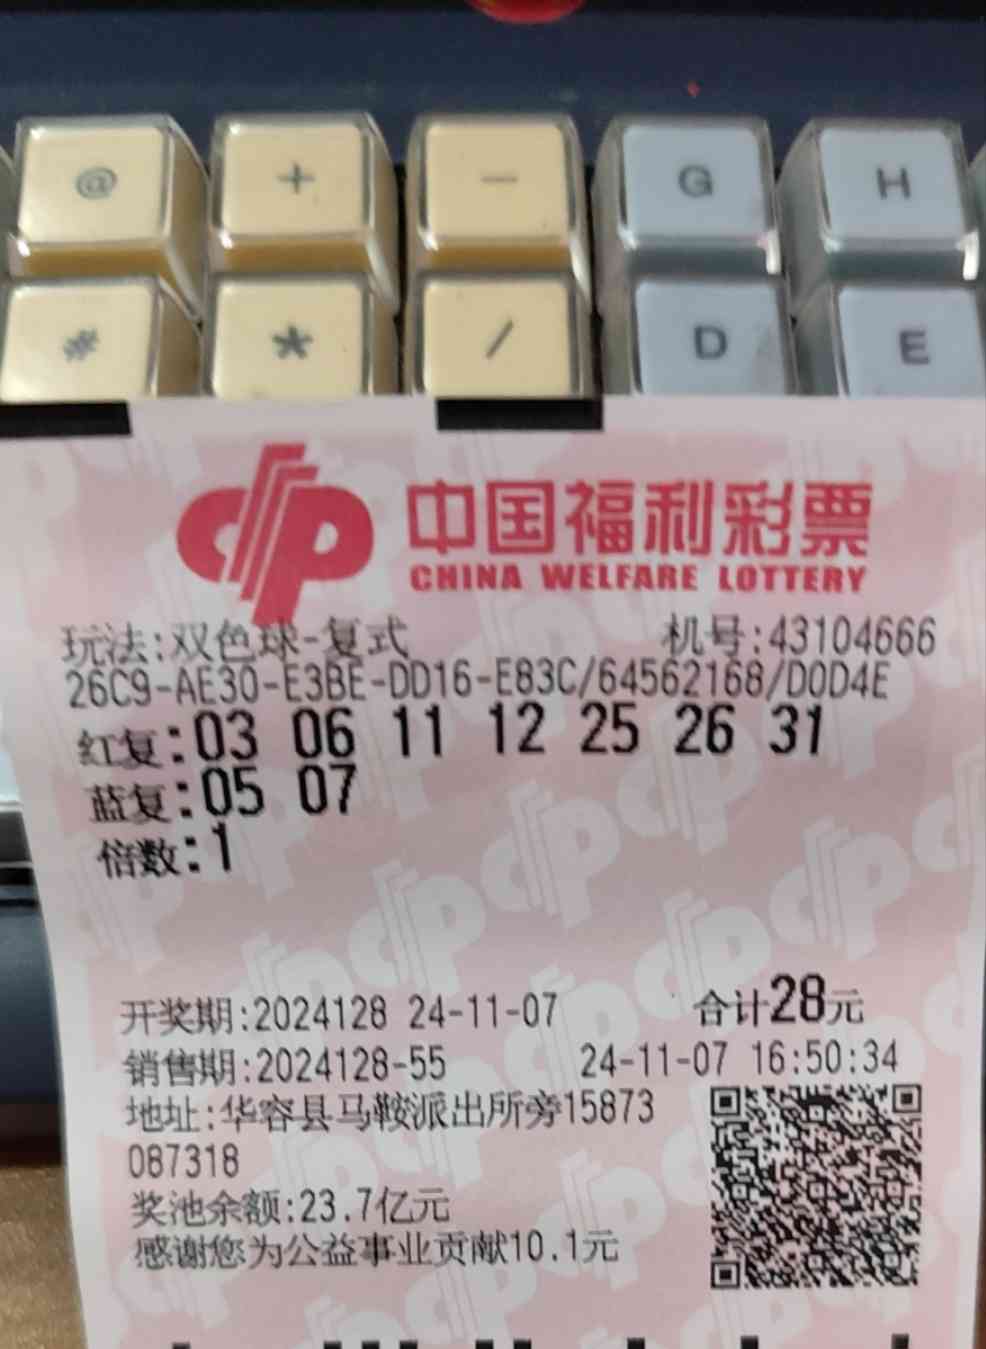 @ + - G H
# * / D E
中国福利彩票
CHINA WELFARE LOTTERY
玩法:双色球-复式 机号:43104666
26C9-AE30-E3BE-DD16-E83C/64562168/D0D4E
红复:03 06 11 12 25 26 31
蓝复:05 07
倍数:1
开奖期:2024128 24-11-07 合计28元
销售期:2024128-55 24-11-07 16:50:34
地址:华容县马鞍派出所旁15873
087318
奖池余额:23.7亿元
感谢您为公益事业贡献10.1元